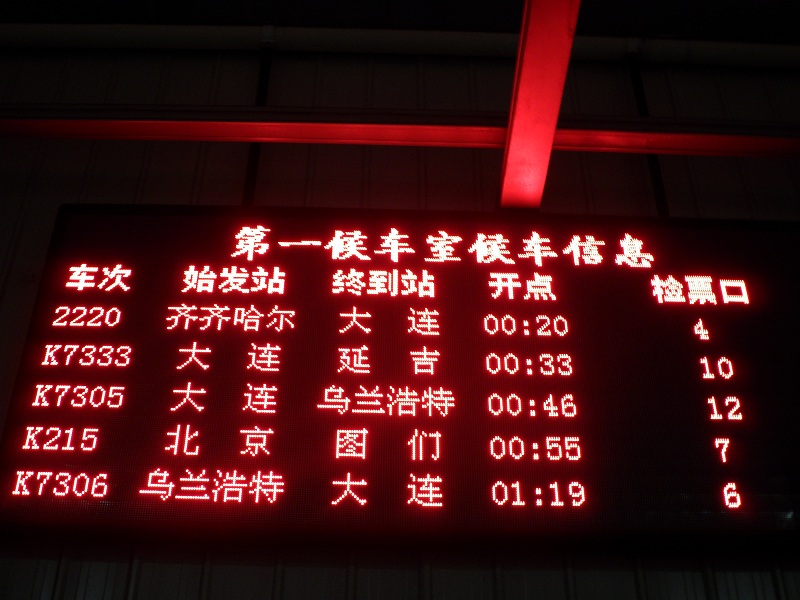 第一候车室候车信息
车次 始发站 终到站 开点 检票口
2220 齐齐哈尔 大连 00:20 4
K7333 大连 延吉 00:33 10
K7305 大连 乌兰浩特 00:46 12
K215 北京 图们 00:55 7
K7306 乌兰浩特 大连 01:19 6